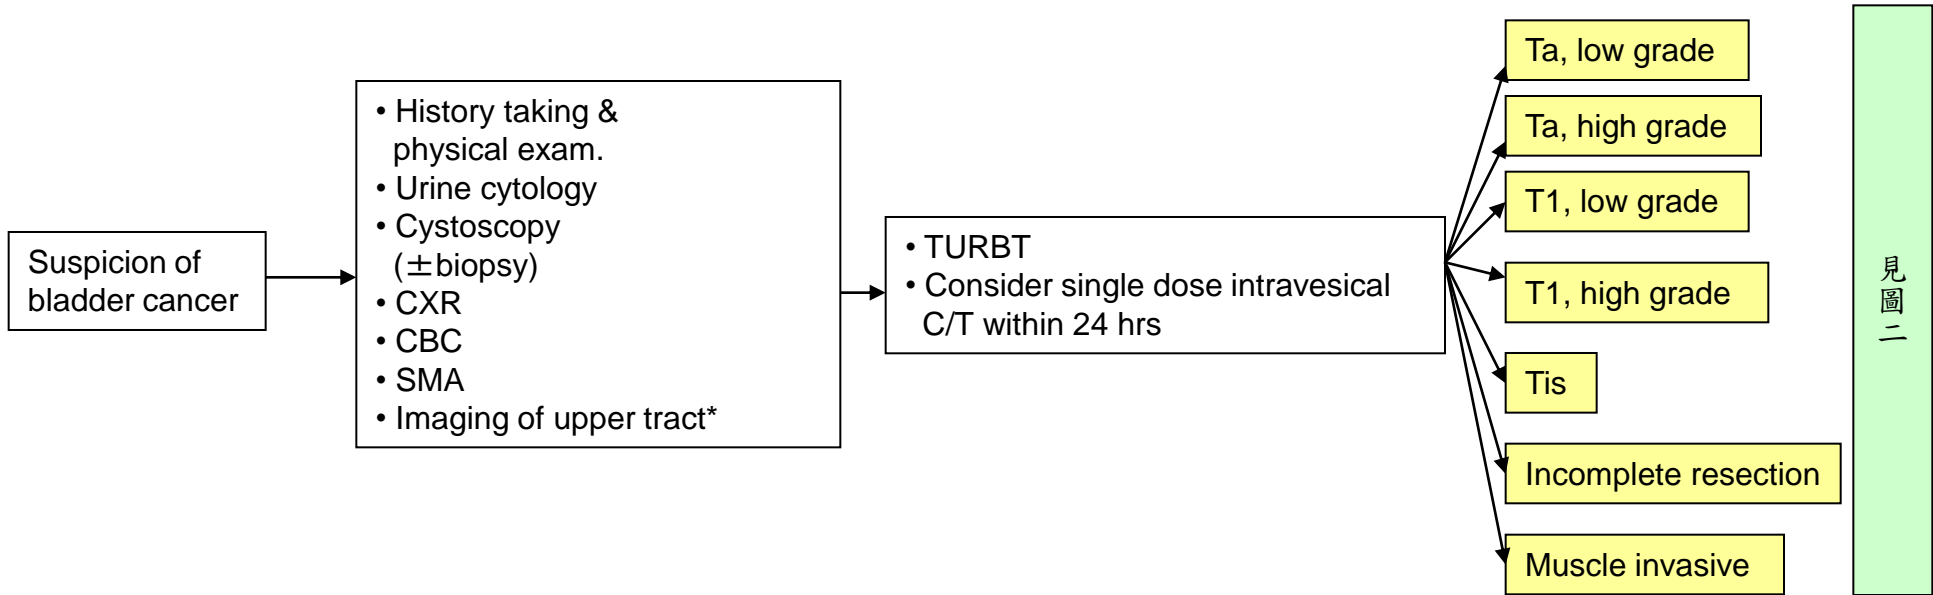 Suspicion of
bladder cancer
• History taking &
physical exam.
• Urine cytology
• Cystoscopy
(±biopsy)
• CXR
• CBC
• SMA
• Imaging of upper tract*
• TURBT
• Consider single dose intravesical
C/T within 24 hrs
Ta, low grade
Ta, high grade
T1, low grade
T1, high grade
Tis
Incomplete resection
Muscle invasive
見圖二